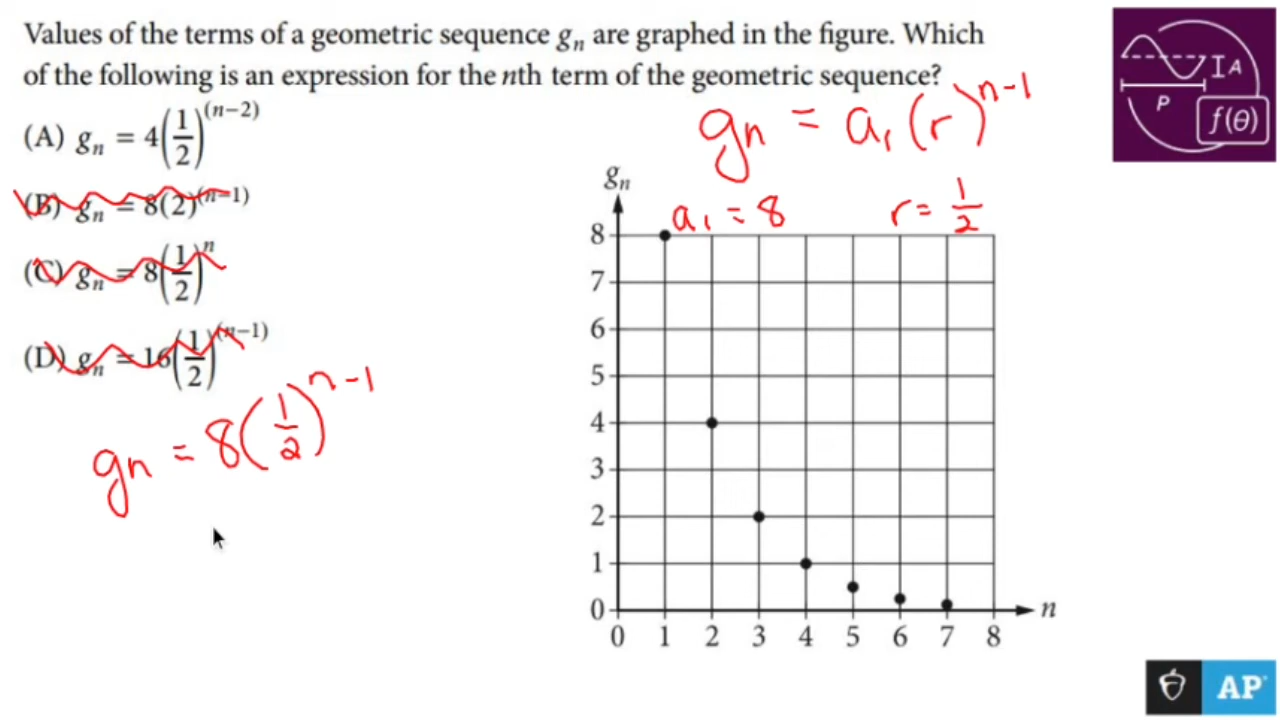 Values of the terms of a geometric sequence gₙ are graphed in the figure. Which
of the following is an expression for the nth term of the geometric sequence?
(A) gₙ = 4(1/2)^(n−2)
(B) gₙ = 8(2)^(n−1)
(C) gₙ = 8(1/2)^n
(D) gₙ = 16(1/2)^(n−1)
gₙ = 8(1/2)^n−1
gₙ = a₁(r)^n−1
a₁ = 8 r = 1/2
gₙ
8
7
6
5
4
3
2
1
0
0 1 2 3 4 5 6 7 8 n
A
P
f(θ)
AP